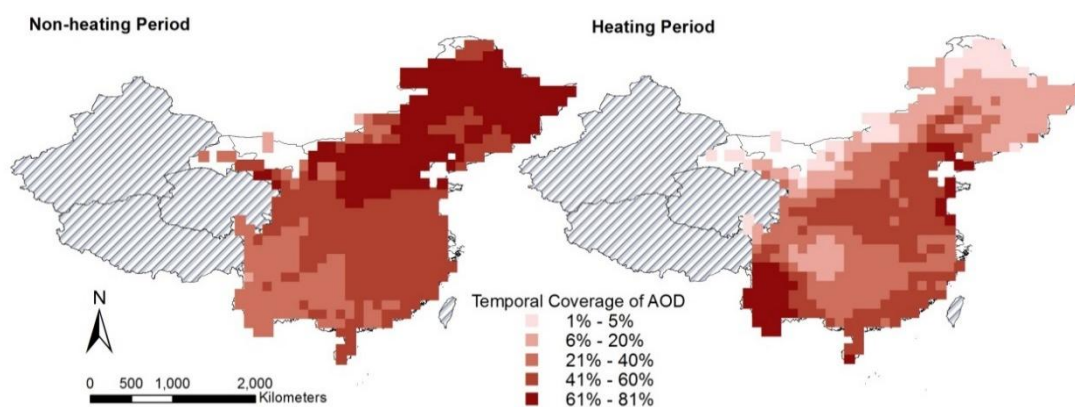 Non-heating Period
Heating Period
N
Temporal Coverage of AOD
1% - 5%
6% - 20%
21% - 40%
41% - 60%
61% - 81%
0 500 1,000 2,000
Kilometers